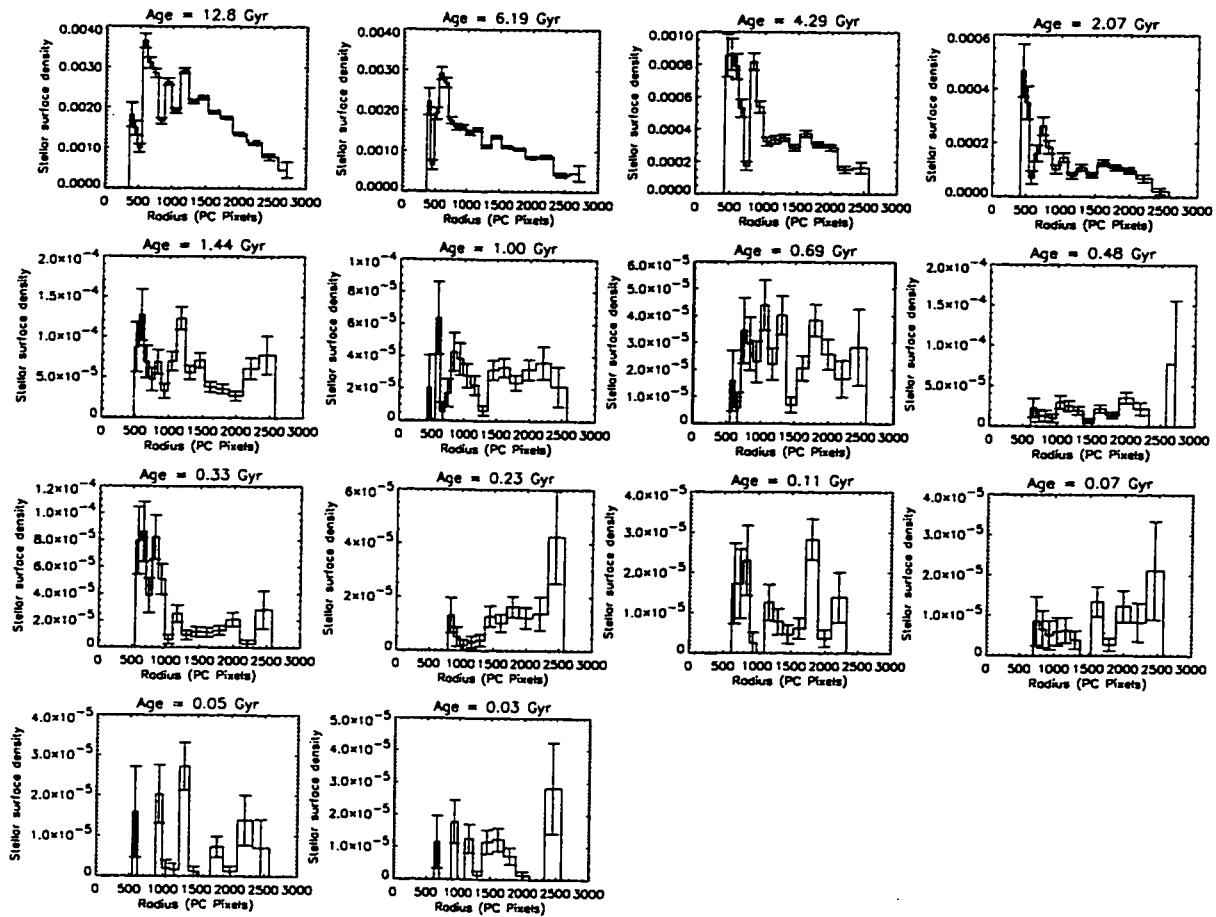 Age = 12.8 Gyr
Stellar surface density
0.0040
0.0030
0.0020
0.0010
0.0000
0 500 1000 1500 2000 2500 3000
Radius (PC Pixels)
Age = 6.19 Gyr
Stellar surface density
0.0040
0.0030
0.0020
0.0010
0.0000
0 500 1000 1500 2000 2500 3000
Radius (PC Pixels)
Age = 4.29 Gyr
Stellar surface density
0.0010
0.0008
0.0006
0.0004
0.0002
0.0000
0 500 1000 1500 2000 2500 3000
Radius (PC Pixels)
Age = 2.07 Gyr
Stellar surface density
0.0006
0.0004
0.0002
0.0000
0 500 1000 1500 2000 2500 3000
Radius (PC Pixels)
Age = 1.44 Gyr
Stellar surface density
2.0×10⁻⁴
1.5×10⁻⁴
1.0×10⁻⁴
5.0×10⁻⁵
0
0 500 1000 1500 2000 2500 3000
Radius (PC Pixels)
Age = 1.00 Gyr
Stellar surface density
1×10⁻⁴
8×10⁻⁵
6×10⁻⁵
4×10⁻⁵
2×10⁻⁵
0
0 500 1000 1500 2000 2500 3000
Radius (PC Pixels)
Age = 0.69 Gyr
Stellar surface density
6.0×10⁻⁵
5.0×10⁻⁵
4.0×10⁻⁵
3.0×10⁻⁵
2.0×10⁻⁵
1.0×10⁻⁵
0
0 500 1000 1500 2000 2500 3000
Radius (PC Pixels)
Age = 0.48 Gyr
Stellar surface density
2.0×10⁻⁴
1.5×10⁻⁴
1.0×10⁻⁴
5.0×10⁻⁵
0
0 500 1000 1500 2000 2500 3000
Radius (PC Pixels)
Age = 0.33 Gyr
Stellar surface density
1.2×10⁻⁴
1.0×10⁻⁴
8.0×10⁻⁵
6.0×10⁻⁵
4.0×10⁻⁵
2.0×10⁻⁵
0
0 500 1000 1500 2000 2500 3000
Radius (PC Pixels)
Age = 0.23 Gyr
Stellar surface density
6×10⁻⁵
4×10⁻⁵
2×10⁻⁵
0
0 500 1000 1500 2000 2500 3000
Radius (PC Pixels)
Age = 0.11 Gyr
Stellar surface density
4.0×10⁻⁵
3.0×10⁻⁵
2.0×10⁻⁵
1.0×10⁻⁵
0
0 500 1000 1500 2000 2500 3000
Radius (PC Pixels)
Age = 0.07 Gyr
Stellar surface density
4.0×10⁻⁵
3.0×10⁻⁵
2.0×10⁻⁵
1.0×10⁻⁵
0
0 500 1000 1500 2000 2500 3000
Radius (PC Pixels)
Age = 0.05 Gyr
Stellar surface density
4.0×10⁻⁵
3.0×10⁻⁵
2.0×10⁻⁵
1.0×10⁻⁵
0
0 500 1000 1500 2000 2500 3000
Radius (PC Pixels)
Age = 0.03 Gyr
Stellar surface density
5.0×10⁻⁵
4.0×10⁻⁵
3.0×10⁻⁵
2.0×10⁻⁵
1.0×10⁻⁵
0
0 500 1000 1500 2000 2500 3000
Radius (PC Pixels)